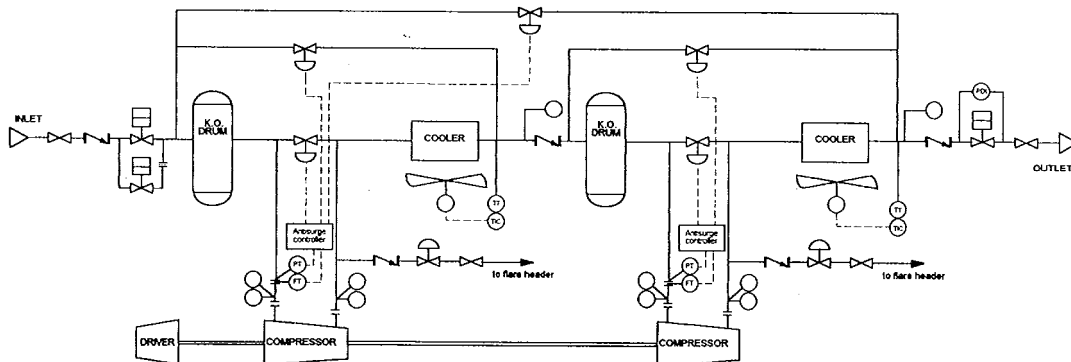 INLET
K.O.
DRUM
COOLER
TT
TIC
Antisurge
controller
PT
FT
to flare header
DRIVER
COMPRESSOR
K.O.
DRUM
COOLER
PDI
OUTLET
TT
TIC
Antisurge
controller
PT
FT
to flare header
COMPRESSOR